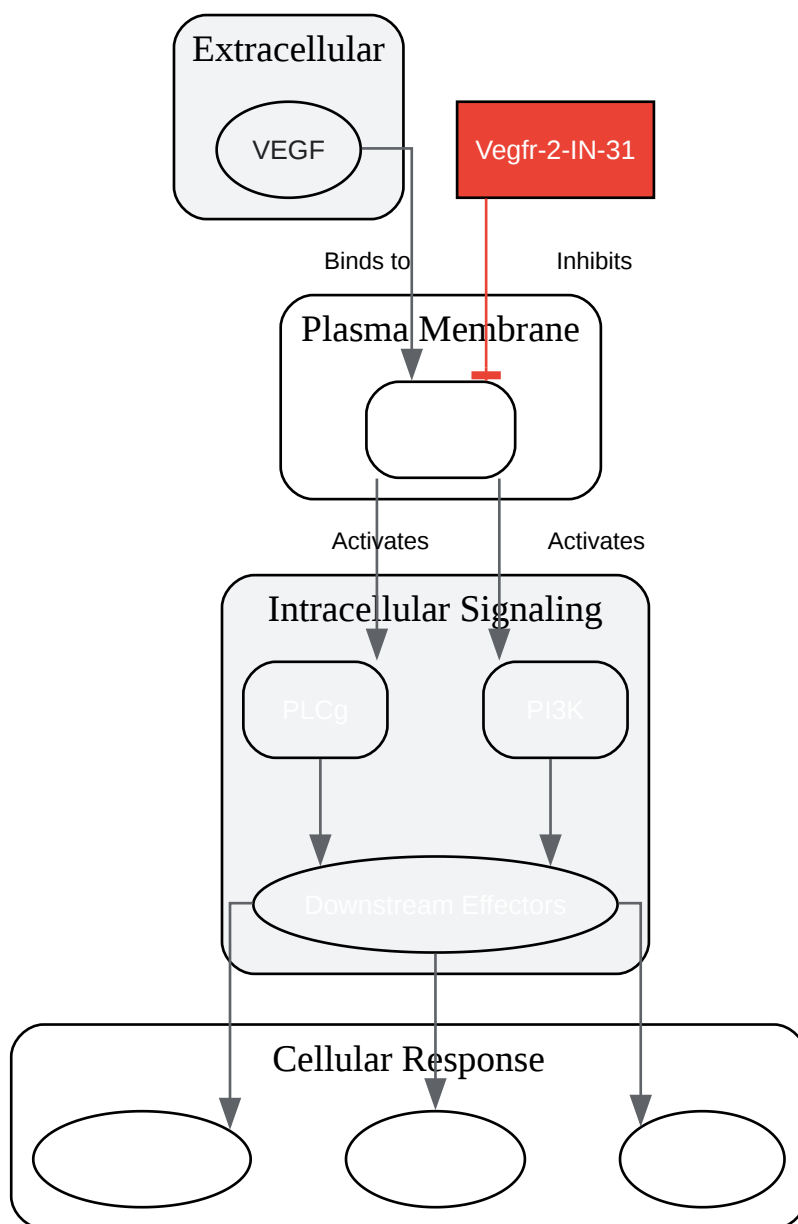 Extracellular
VEGF
Vegfr-2-IN-31
Binds to
Inhibits
Plasma Membrane
Activates
Activates
Intracellular Signaling
PLCg
PI3K
Downstream Effectors
Cellular Response